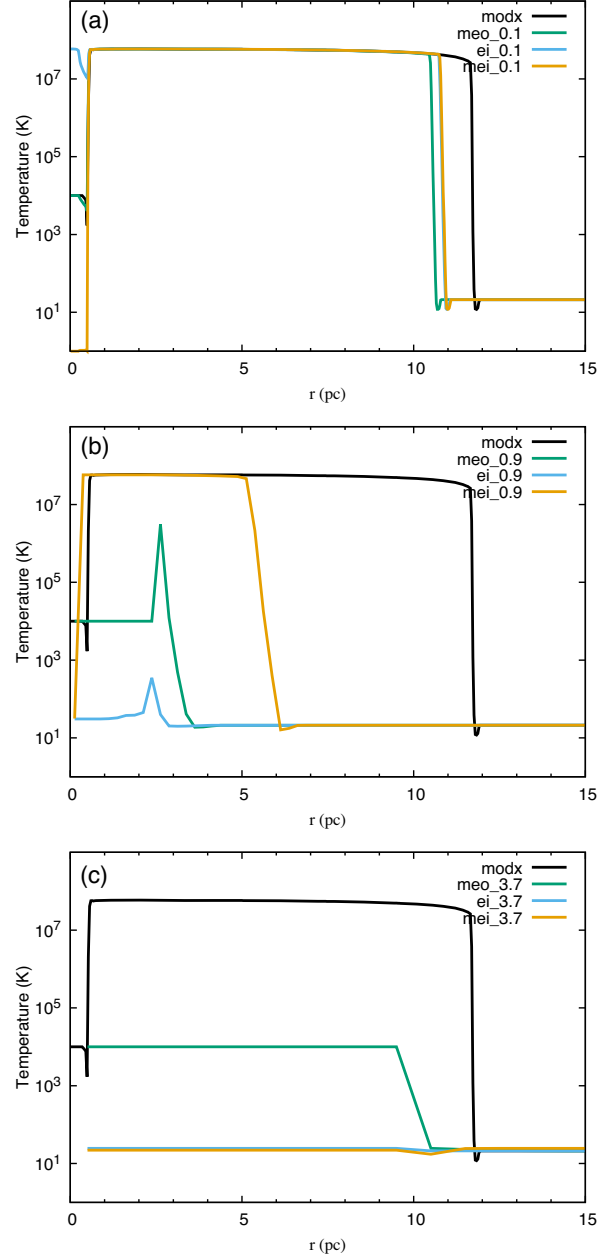 (a)
modx
meo_0.1
ei_0.1
mei_0.1
Temperature (K)
10^7
10^5
10^3
10^1
0 5 10 15
r (pc)
(b)
modx
meo_0.9
ei_0.9
mei_0.9
Temperature (K)
10^7
10^5
10^3
10^1
0 5 10 15
r (pc)
(c)
modx
meo_3.7
ei_3.7
mei_3.7
Temperature (K)
10^7
10^5
10^3
10^1
0 5 10 15
r (pc)